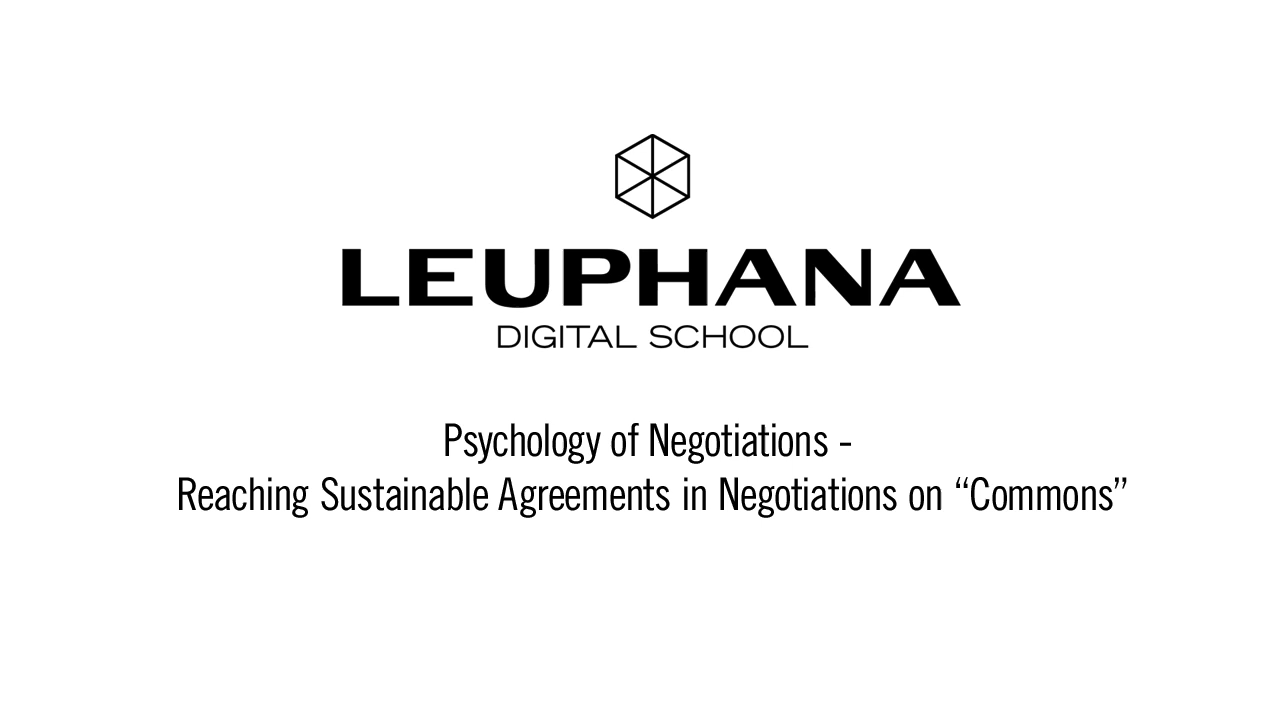 LEUPHANA
DIGITAL SCHOOL
Psychology of Negotiations -
Reaching Sustainable Agreements in Negotiations on “Commons”